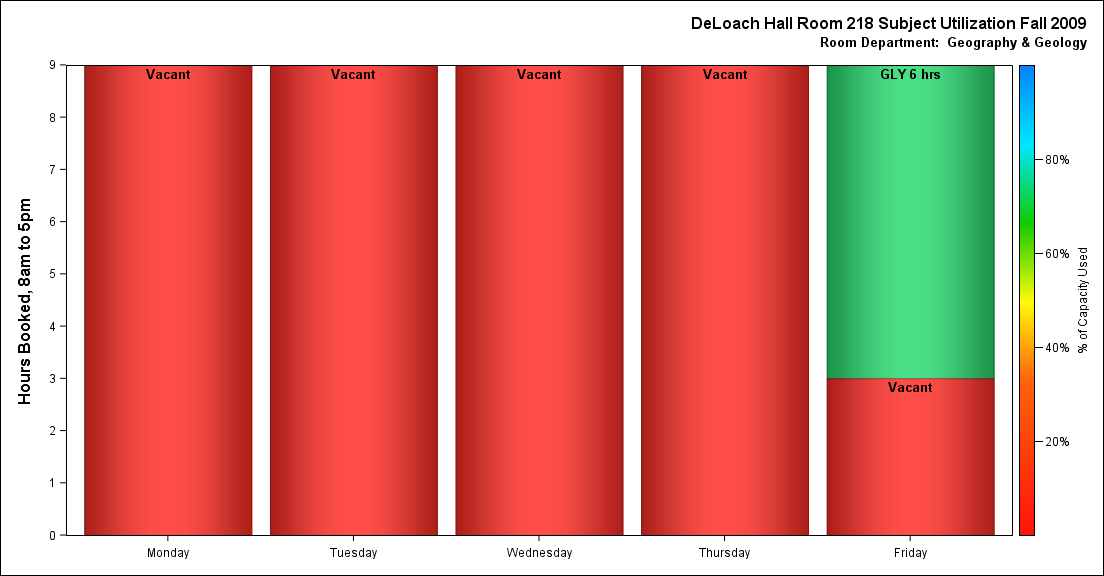 DeLoach Hall Room 218 Subject Utilization Fall 2009
Room Department: Geography & Geology
Hours Booked, 8am to 5pm
9
8
7
6
5
4
3
2
1
0
Vacant
Vacant
Vacant
Vacant
GLY 6 hrs
Vacant
Monday
Tuesday
Wednesday
Thursday
Friday
80%
60%
40%
20%
% of Capacity Used